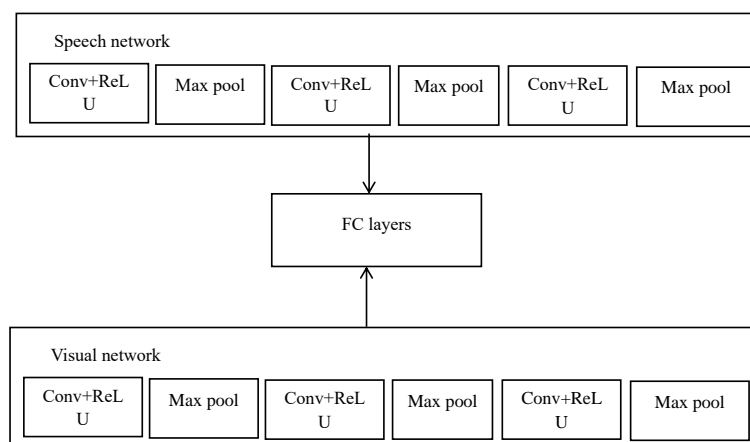 Speech network
Conv+ReL
U
Max pool
Conv+ReL
U
Max pool
Conv+ReL
U
Max pool
FC layers
Visual network
Conv+ReL
U
Max pool
Conv+ReL
U
Max pool
Conv+ReL
U
Max pool